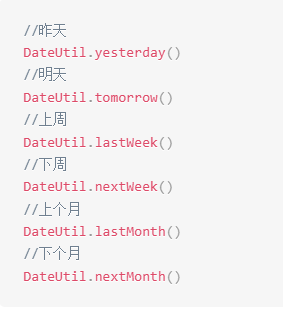 //昨天
DateUtil.yesterday()
//明天
DateUtil.tomorrow()
//上周
DateUtil.lastWeek()
//下周
DateUtil.nextWeek()
//上个月
DateUtil.lastMonth()
//下个月
DateUtil.nextMonth()